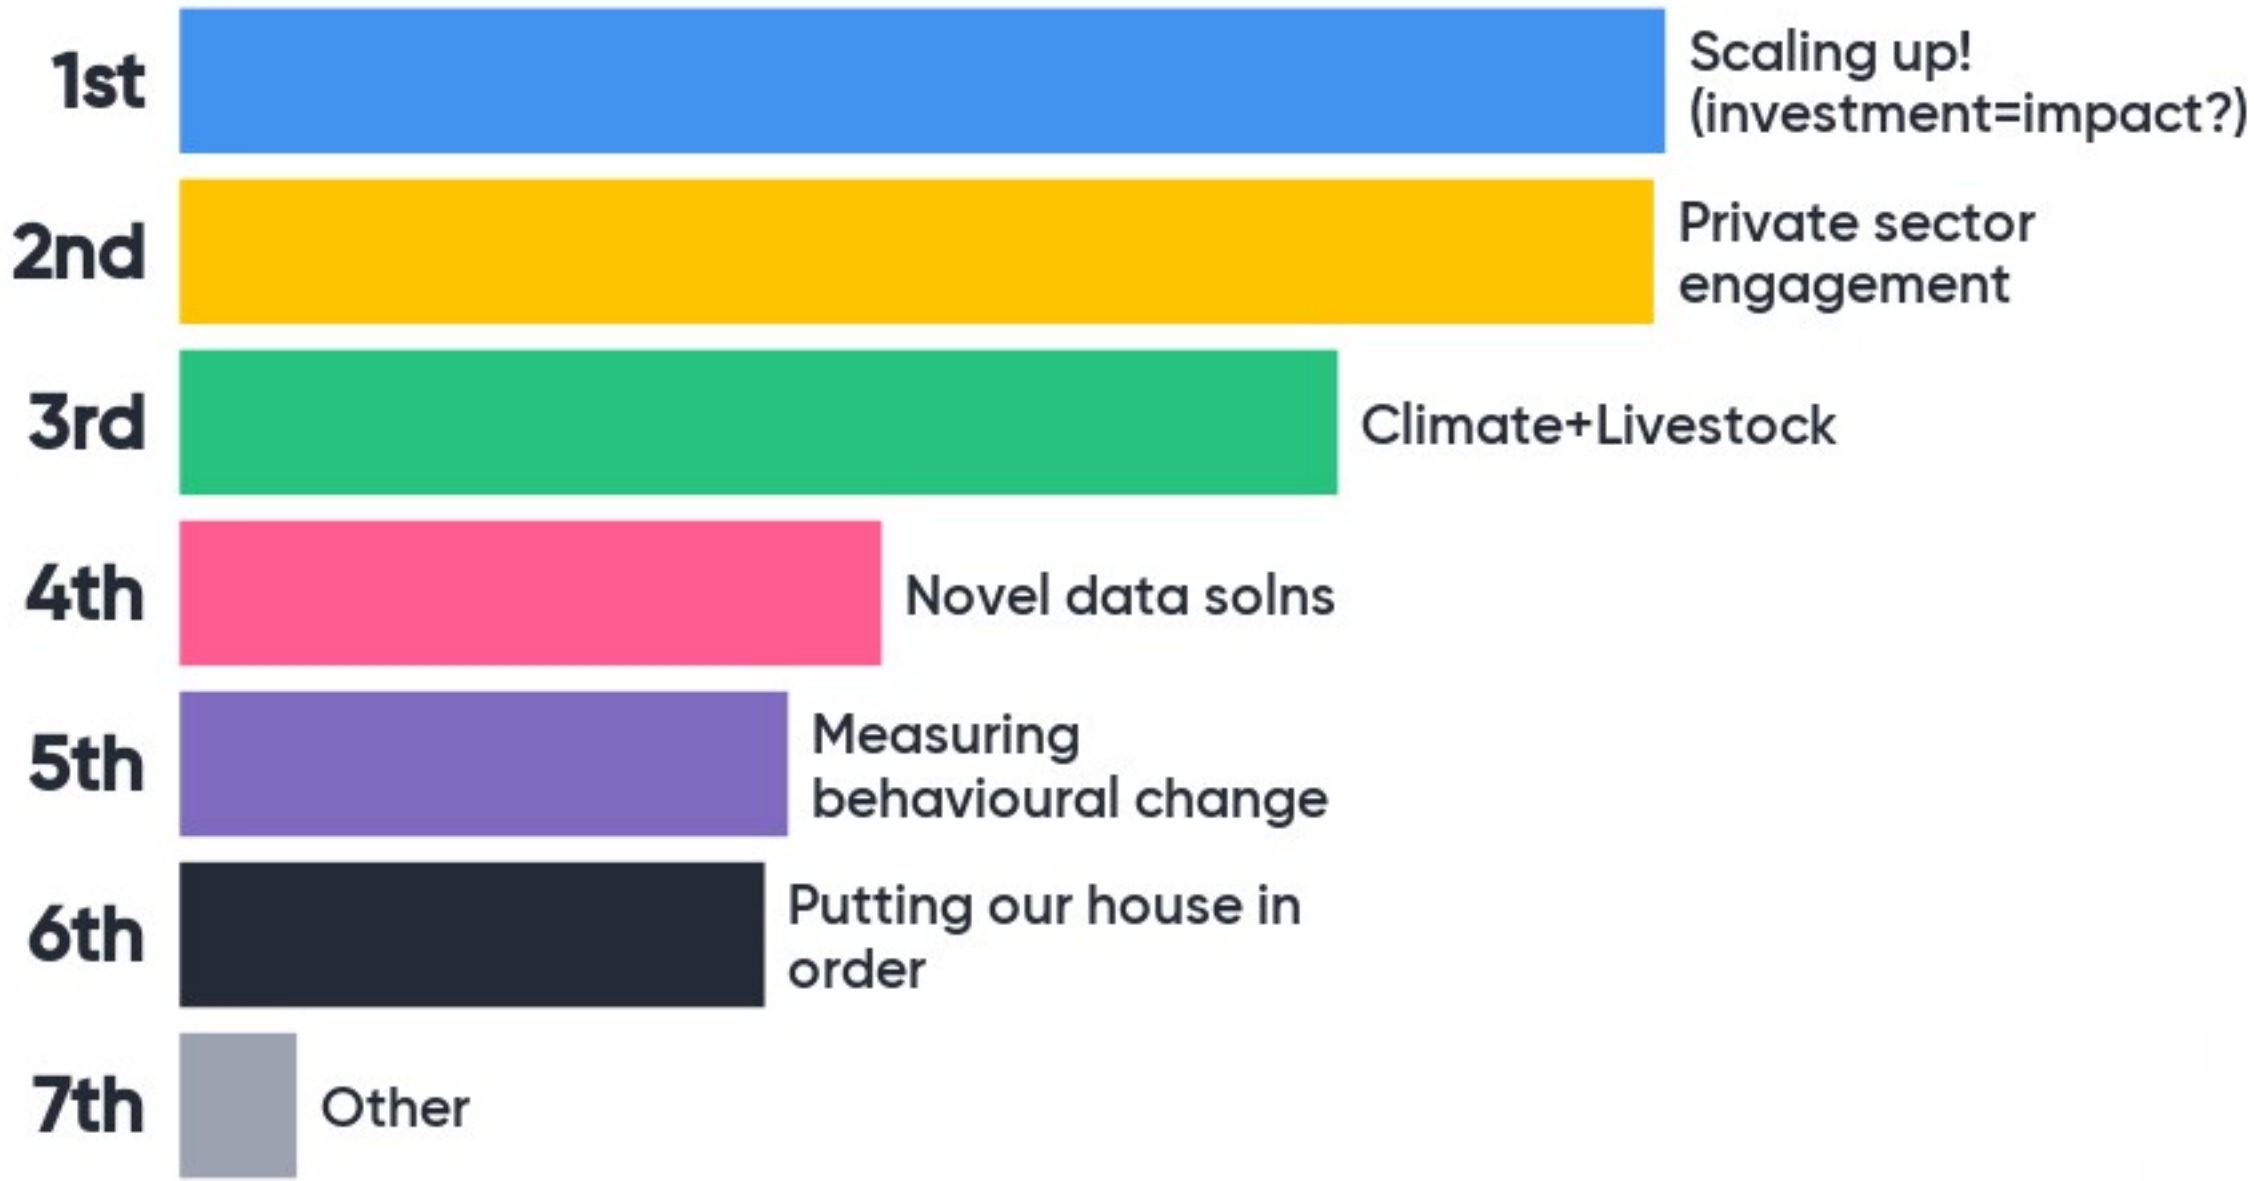 1st
Scaling up!
(investment=impact?)
2nd
Private sector
engagement
3rd
Climate+Livestock
4th
Novel data solns
5th
Measuring
behavioural change
6th
Putting our house in
order
7th
Other